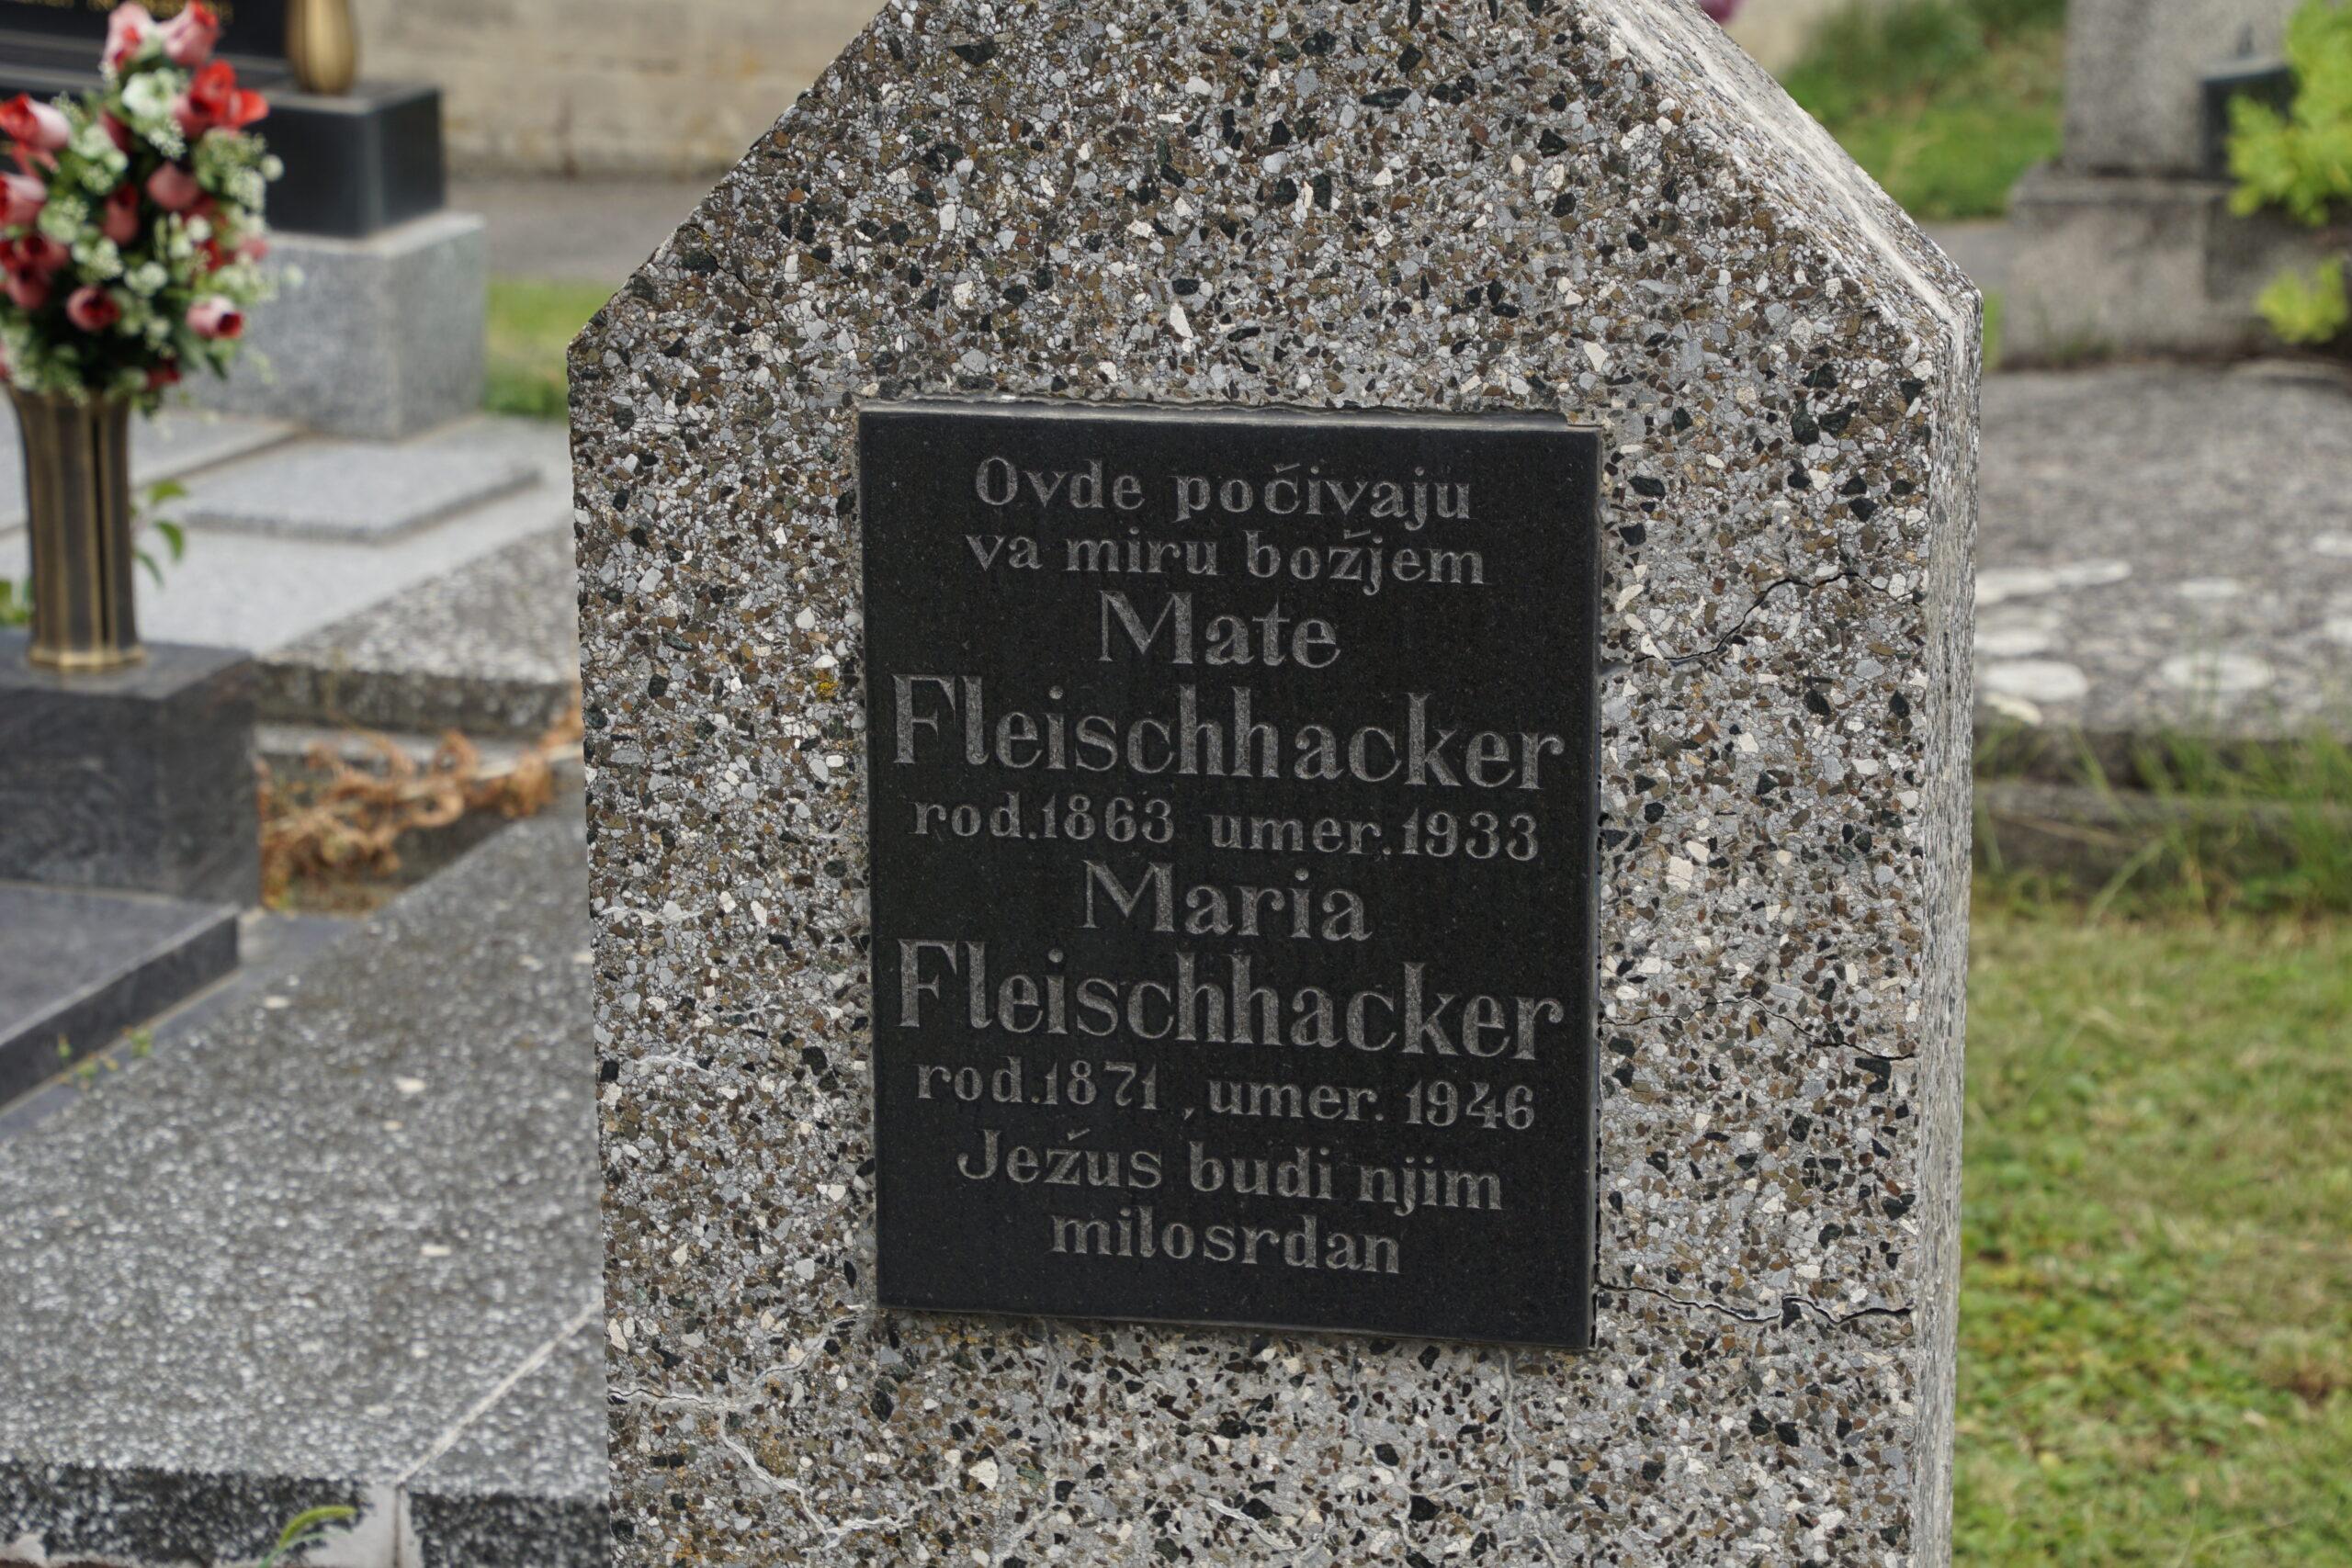 Ovde počivaju
va miru božjem
Mate
Fleischhacker
rod.1863 umer.1933
Maria
Fleischhacker
rod.1871, umer. 1946
Ježus budi njim
milosrdan